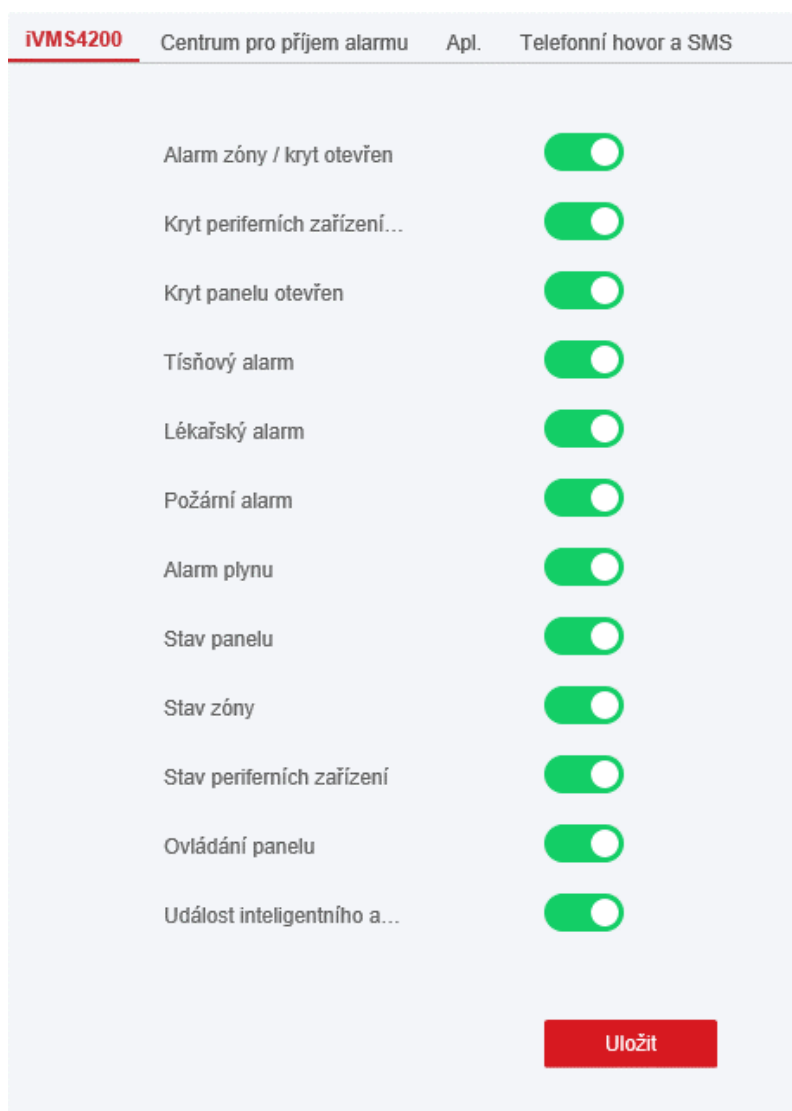 iVMS4200 Centrum pro příjem alarmu Apl. Telefonní hovor a SMS
Alarm zóny / kryt otevřen
Kryt periferních zařízení...
Kryt panelu otevřen
Tísňový alarm
Lékařský alarm
Požární alarm
Alarm plynu
Stav panelu
Stav zóny
Stav periferních zařízení
Ovládání panelu
Událost inteligentního a...
Uložit